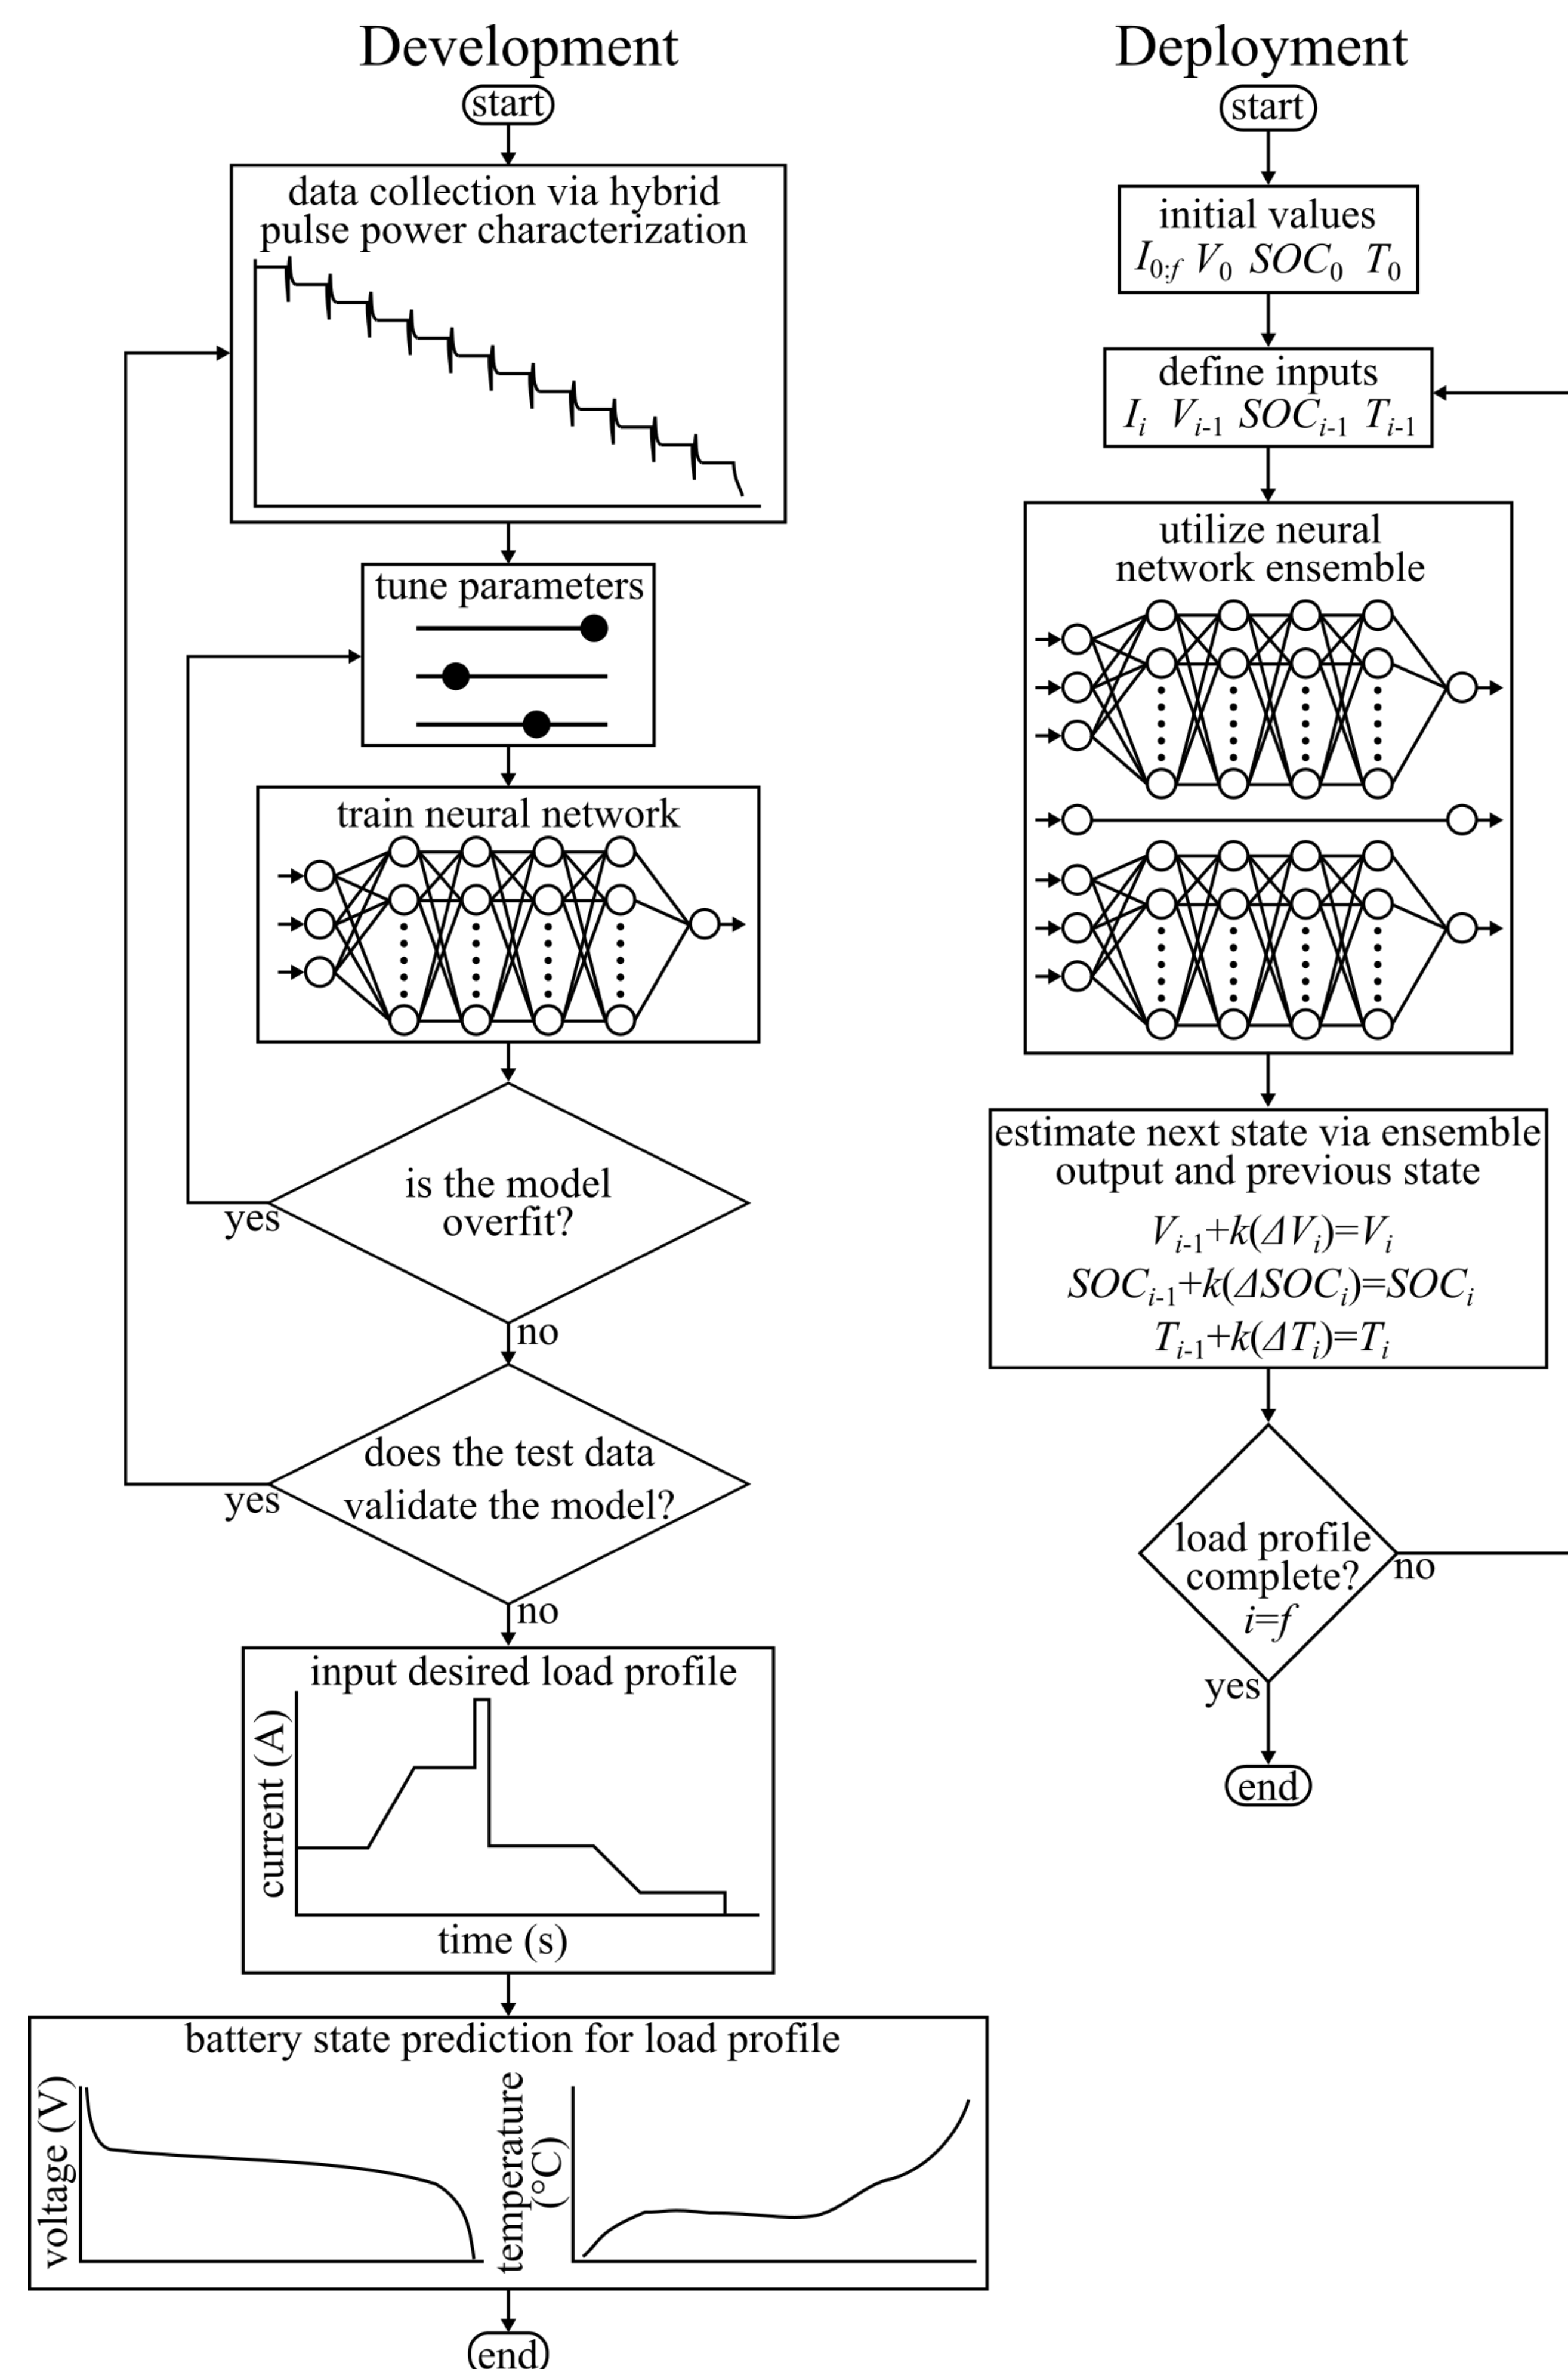 Development
start
data collection via hybrid
pulse power characterization
tune parameters
train neural network
is the model
overfit?
yes
no
does the test data
validate the model?
yes
no
input desired load profile
current (A)
time (s)
battery state prediction for load profile
voltage (V)
temperature
(°C)
end
Deployment
start
initial values
I0:f V0 SOC0 T0
define inputs
Ii Vi-1 SOCi-1 Ti-1
utilize neural
network ensemble
estimate next state via ensemble
output and previous state
Vi-1+k(ΔVi)=Vi
SOCi-1+k(ΔSOCi)=SOCi
Ti-1+k(ΔTi)=Ti
load profile
complete?
i=f
no
yes
end